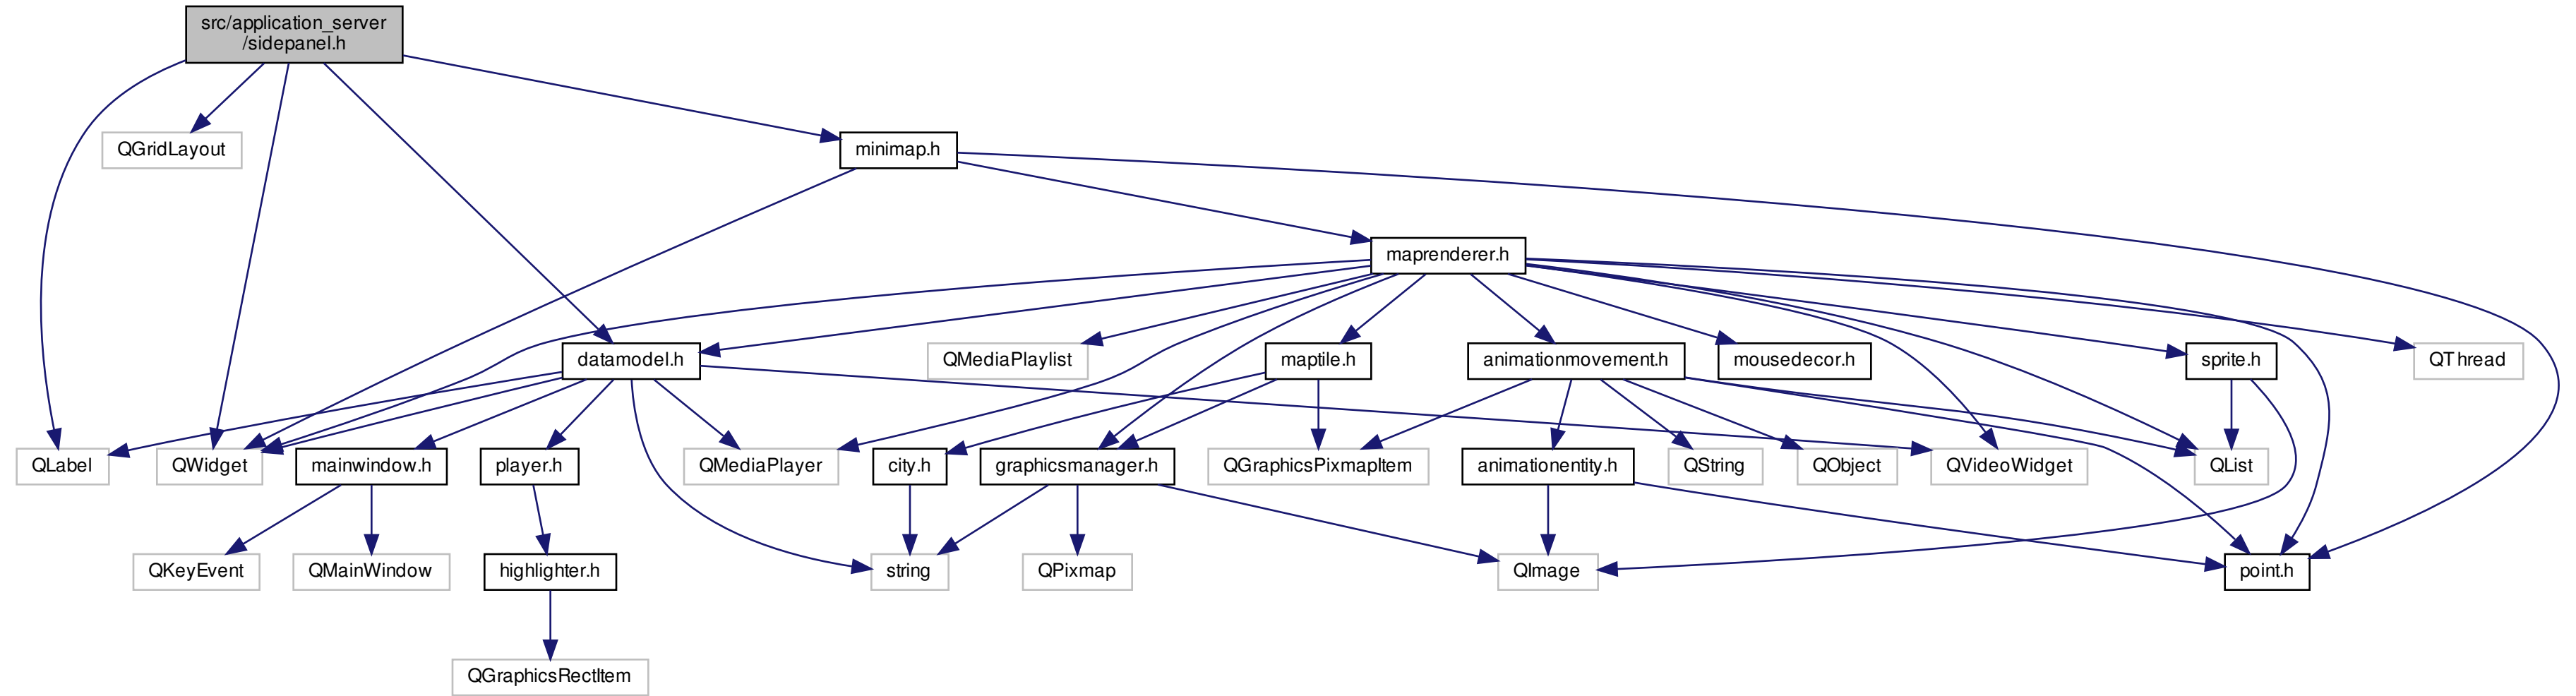 src/application_server
/sidepanel.h
QGridLayout
minimap.h
maprenderer.h
datamodel.h
QMediaPlaylist
maptile.h
animationmovement.h
mousedecor.h
sprite.h
QThread
QLabel
QWidget
mainwindow.h
player.h
QMediaPlayer
city.h
graphicsmanager.h
QGraphicsPixmapItem
animationentity.h
QString
QObject
QVideoWidget
QList
QKeyEvent
QMainWindow
highlighter.h
string
QPixmap
QImage
point.h
QGraphicsRectItem